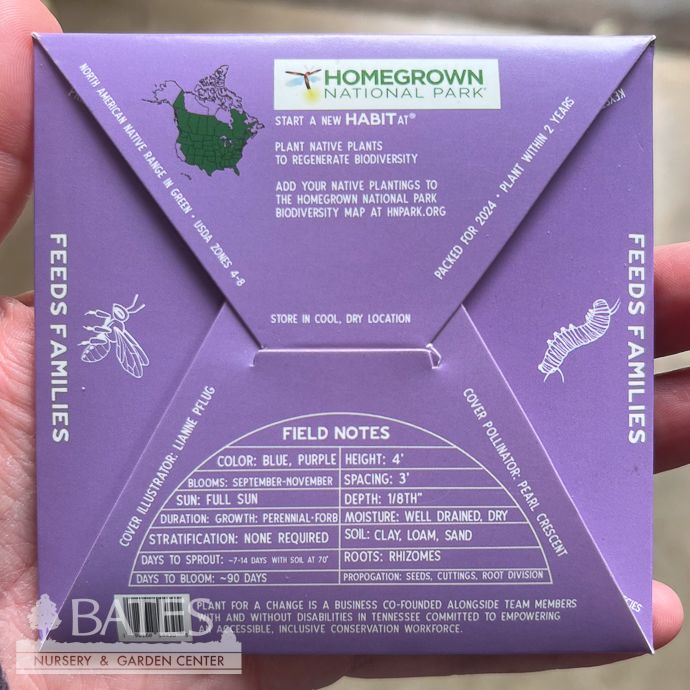 HOMEGROWN
NATIONAL PARK®
START A NEW HABITAT®
PLANT NATIVE PLANTS
TO REGENERATE BIODIVERSITY
ADD YOUR NATIVE PLANTINGS TO
THE HOMEGROWN NATIONAL PARK
BIODIVERSITY MAP AT HNPARK.ORG
NORTH AMERICAN NATIVE RANGE IN GREEN • USDA ZONES 4-8
PACKED FOR 2024 • PLANT WITHIN 2 YEARS
STORE IN COOL, DRY LOCATION
FEEDS FAMILIES
FEEDS FAMILIES
COVER ILLUSTRATOR: LIANNE PFLUG
COVER POLLINATOR: PEARL CRESCENT
FIELD NOTES
COLOR: BLUE, PURPLE HEIGHT: 4'
BLOOMS: SEPTEMBER-NOVEMBER SPACING: 3'
SUN: FULL SUN DEPTH: 1/8TH"
DURATION: GROWTH: PERENNIAL-FORB MOISTURE: WELL DRAINED, DRY
STRATIFICATION: NONE REQUIRED SOIL: CLAY, LOAM, SAND
DAYS TO SPROUT: ~7-14 DAYS WITH SOIL AT 70° ROOTS: RHIZOMES
DAYS TO BLOOM: ~90 DAYS PROPOGATION: SEEDS, CUTTINGS, ROOT DIVISION
PLANT FOR A CHANGE IS A BUSINESS CO-FOUNDED ALONGSIDE TEAM MEMBERS
WITH AND WITHOUT DISABILITIES IN TENNESSEE COMMITTED TO EMPOWERING
AN ACCESSIBLE, INCLUSIVE CONSERVATION WORKFORCE.
BATES
NURSERY & GARDEN CENTER